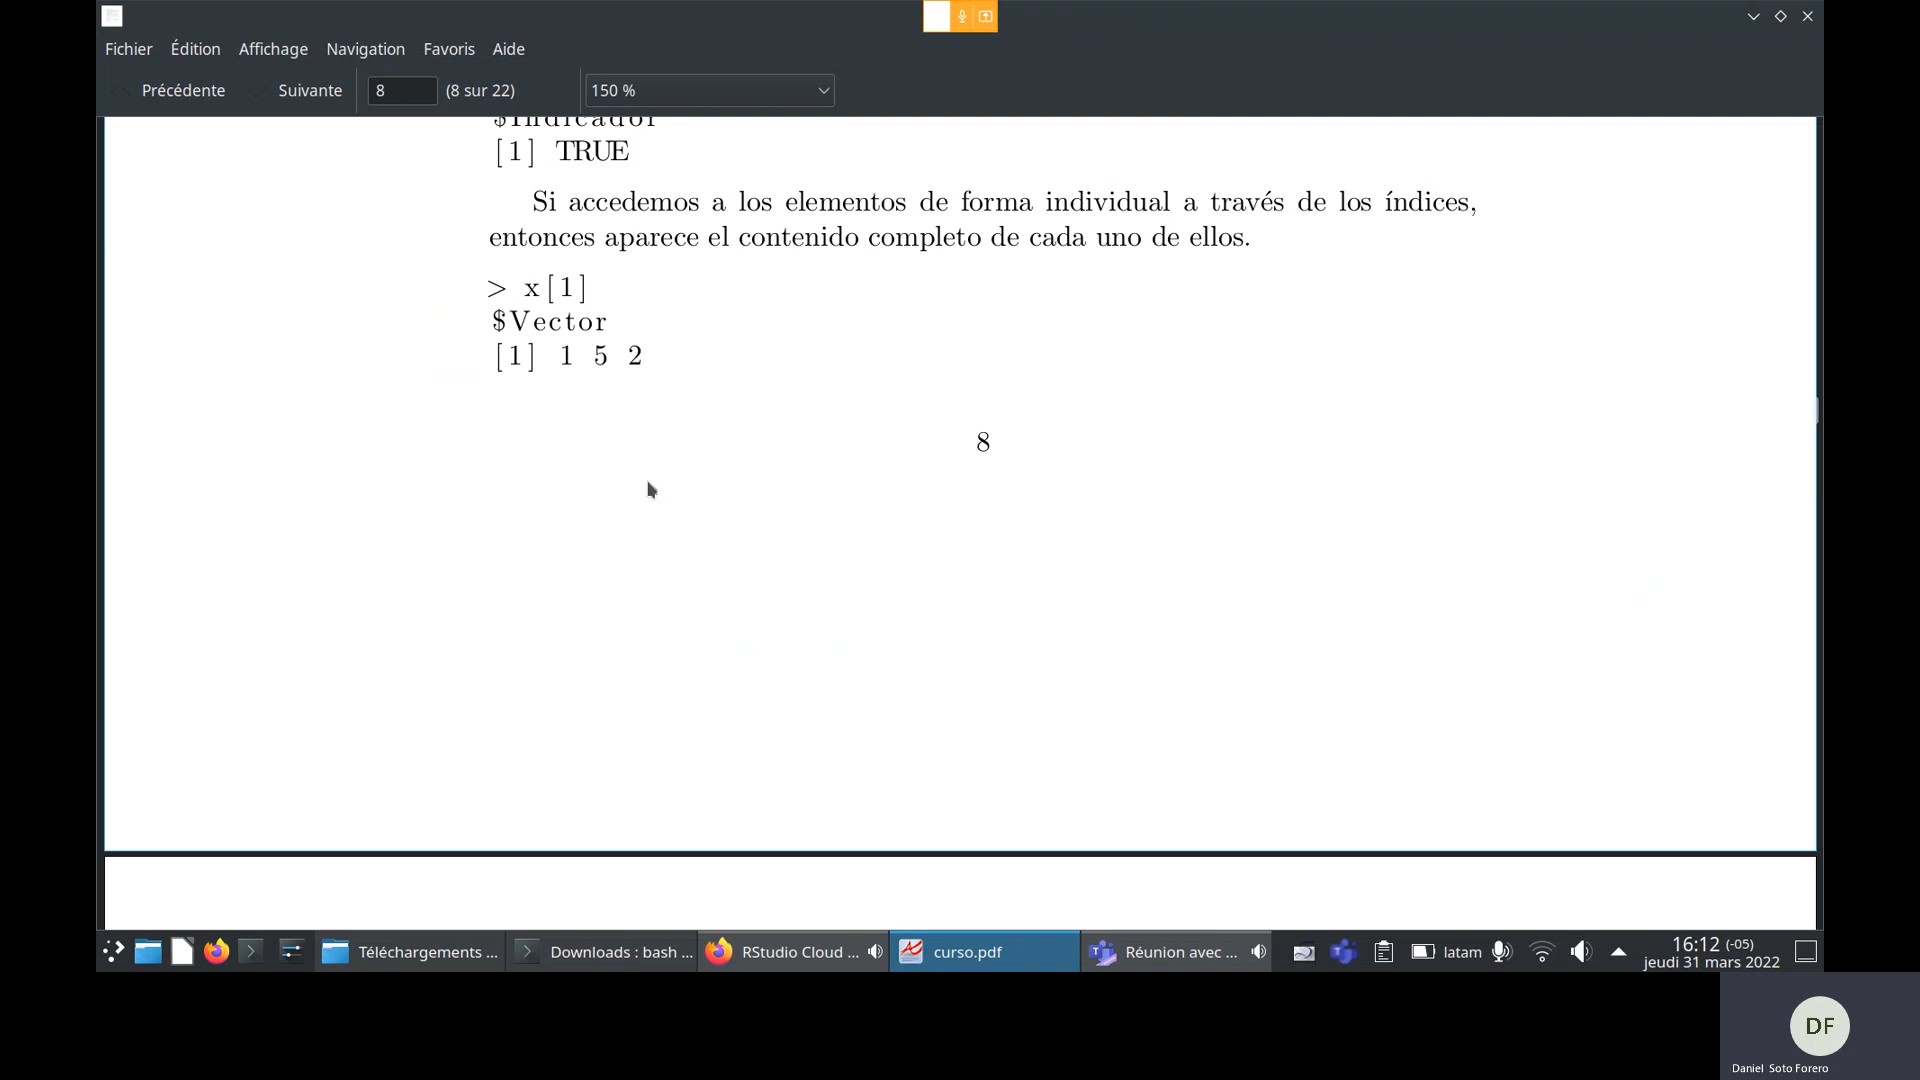 Fichier Édition Affichage Navigation Favoris Aide
Précédente Suivante 8 (8 sur 22) 150 %
$Indicador
[1] TRUE
Si accedemos a los elementos de forma individual a través de los índices,
entonces aparece el contenido completo de cada uno de ellos.
> x[1]
$Vector
[1] 1 5 2
8
Téléchargements ... Downloads : bash ... RStudio Cloud ... curso.pdf Réunion avec ... latam 16:12 (-05)
jeudi 31 mars 2022
DF
Daniel Soto Forero